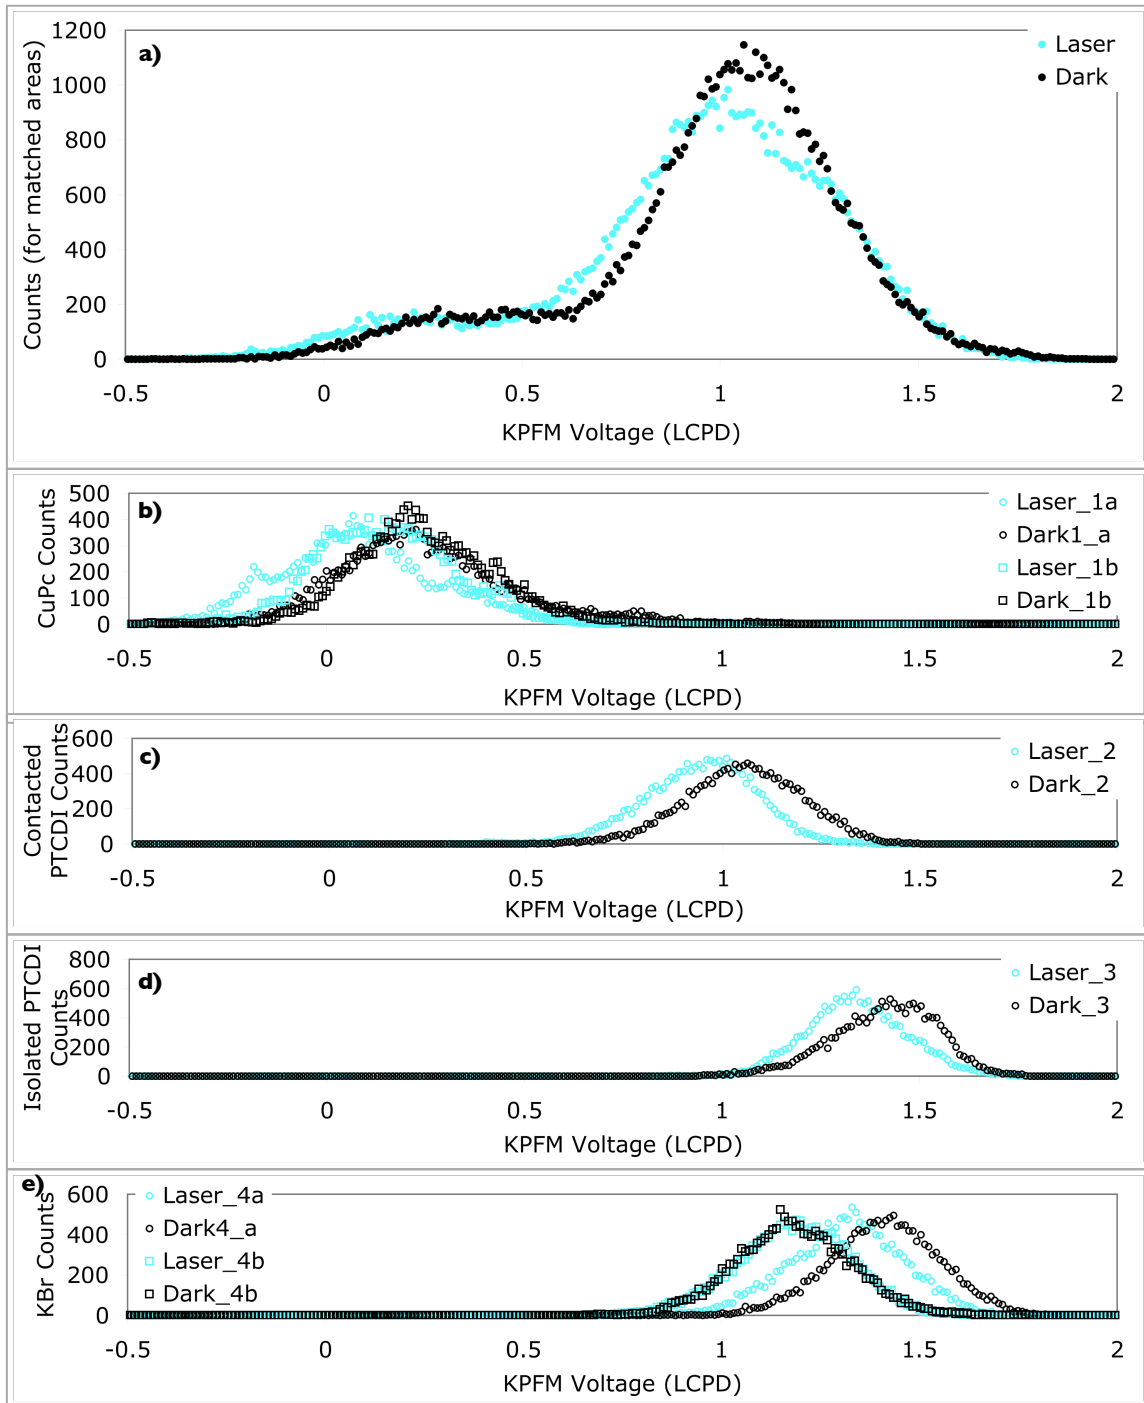 a)
Counts (for matched areas)
1200
1000
800
600
400
200
0
Laser
Dark
-0.5 0 0.5 1 1.5 2
KPFM Voltage (LCPD)
b)
CuPc Counts
500
400
300
200
100
0
Laser_1a
Dark1_a
Laser_1b
Dark_1b
-0.5 0 0.5 1 1.5 2
KPFM Voltage (LCPD)
c)
Contacted
PTCDI Counts
600
400
200
0
Laser_2
Dark_2
-0.5 0 0.5 1 1.5 2
KPFM Voltage (LCPD)
d)
Isolated PTCDI
Counts
800
600
400
200
0
Laser_3
Dark_3
-0.5 0 0.5 1 1.5 2
KPFM Voltage (LCPD)
e)
KBr Counts
600
400
200
0
Laser_4a
Dark4_a
Laser_4b
Dark_4b
-0.5 0 0.5 1 1.5 2
KPFM Voltage (LCPD)